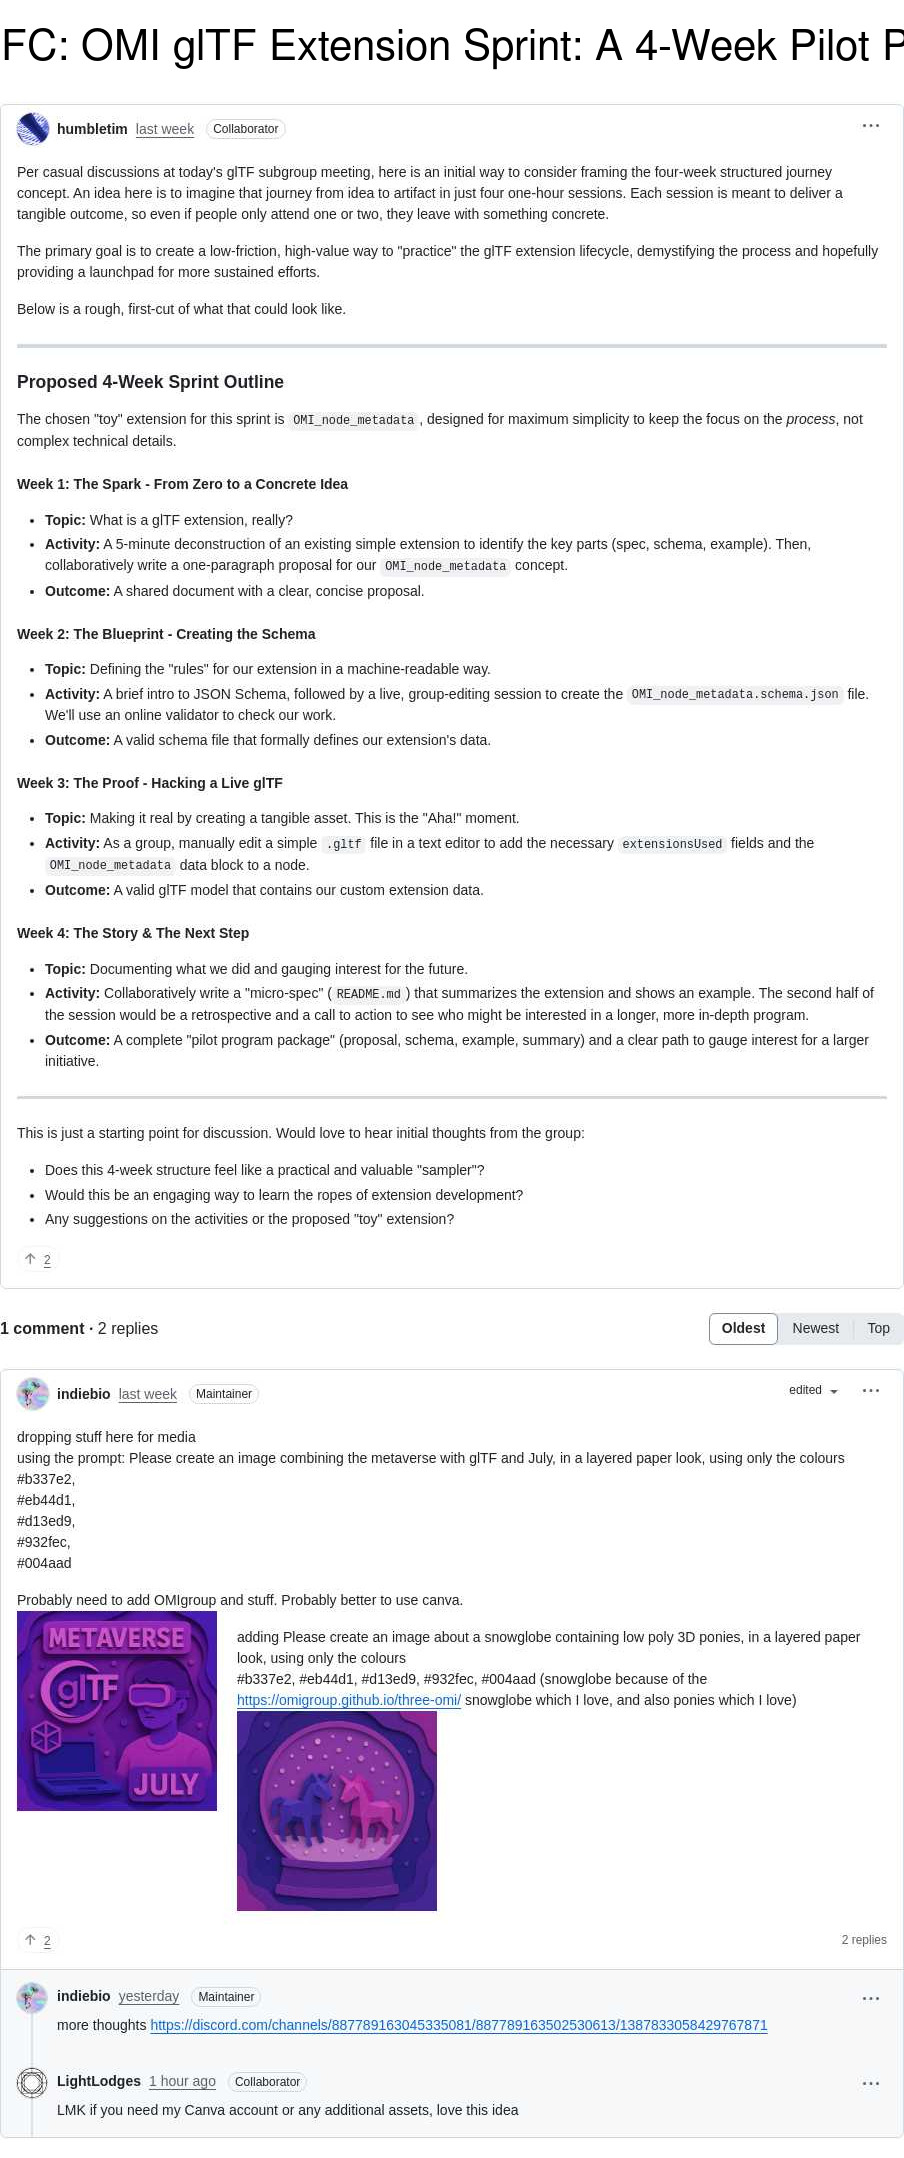 FC: OMI glTF Extension Sprint: A 4-Week Pilot P
humbletim last week Collaborator
Per casual discussions at today's glTF subgroup meeting, here is an initial way to consider framing the four-week structured journey
concept. An idea here is to imagine that journey from idea to artifact in just four one-hour sessions. Each session is meant to deliver a
tangible outcome, so even if people only attend one or two, they leave with something concrete.
The primary goal is to create a low-friction, high-value way to "practice" the glTF extension lifecycle, demystifying the process and hopefully
providing a launchpad for more sustained efforts.
Below is a rough, first-cut of what that could look like.
Proposed 4-Week Sprint Outline
The chosen "toy" extension for this sprint is OMI_node_metadata, designed for maximum simplicity to keep the focus on the process, not
complex technical details.
Week 1: The Spark - From Zero to a Concrete Idea
• Topic: What is a glTF extension, really?
• Activity: A 5-minute deconstruction of an existing simple extension to identify the key parts (spec, schema, example). Then,
collaboratively write a one-paragraph proposal for our OMI_node_metadata concept.
• Outcome: A shared document with a clear, concise proposal.
Week 2: The Blueprint - Creating the Schema
• Topic: Defining the "rules" for our extension in a machine-readable way.
• Activity: A brief intro to JSON Schema, followed by a live, group-editing session to create the OMI_node_metadata.schema.json file.
We'll use an online validator to check our work.
• Outcome: A valid schema file that formally defines our extension's data.
Week 3: The Proof - Hacking a Live glTF
• Topic: Making it real by creating a tangible asset. This is the "Aha!" moment.
• Activity: As a group, manually edit a simple .gltf file in a text editor to add the necessary extensionsUsed fields and the
OMI_node_metadata data block to a node.
• Outcome: A valid glTF model that contains our custom extension data.
Week 4: The Story & The Next Step
• Topic: Documenting what we did and gauging interest for the future.
• Activity: Collaboratively write a "micro-spec" (README.md) that summarizes the extension and shows an example. The second half of
the session would be a retrospective and a call to action to see who might be interested in a longer, more in-depth program.
• Outcome: A complete "pilot program package" (proposal, schema, example, summary) and a clear path to gauge interest for a larger
initiative.
This is just a starting point for discussion. Would love to hear initial thoughts from the group:
• Does this 4-week structure feel like a practical and valuable "sampler"?
• Would this be an engaging way to learn the ropes of extension development?
• Any suggestions on the activities or the proposed "toy" extension?
↑ 2
1 comment · 2 replies
Oldest Newest Top
indiebio last week Maintainer edited
dropping stuff here for media
using the prompt: Please create an image combining the metaverse with glTF and July, in a layered paper look, using only the colours
#b337e2,
#eb44d1,
#d13ed9,
#932fec,
#004aad
Probably need to add OMIgroup and stuff. Probably better to use canva.
METAVERSE
glTF
JULY
adding Please create an image about a snowglobe containing low poly 3D ponies, in a layered paper
look, using only the colours
#b337e2, #eb44d1, #d13ed9, #932fec, #004aad (snowglobe because of the
https://omigroup.github.io/three-omi/ snowglobe which I love, and also ponies which I love)
↑ 2
2 replies
indiebio yesterday Maintainer
more thoughts https://discord.com/channels/887789163045335081/887789163502530613/1387833058429767871
LightLodges 1 hour ago Collaborator
LMK if you need my Canva account or any additional assets, love this idea